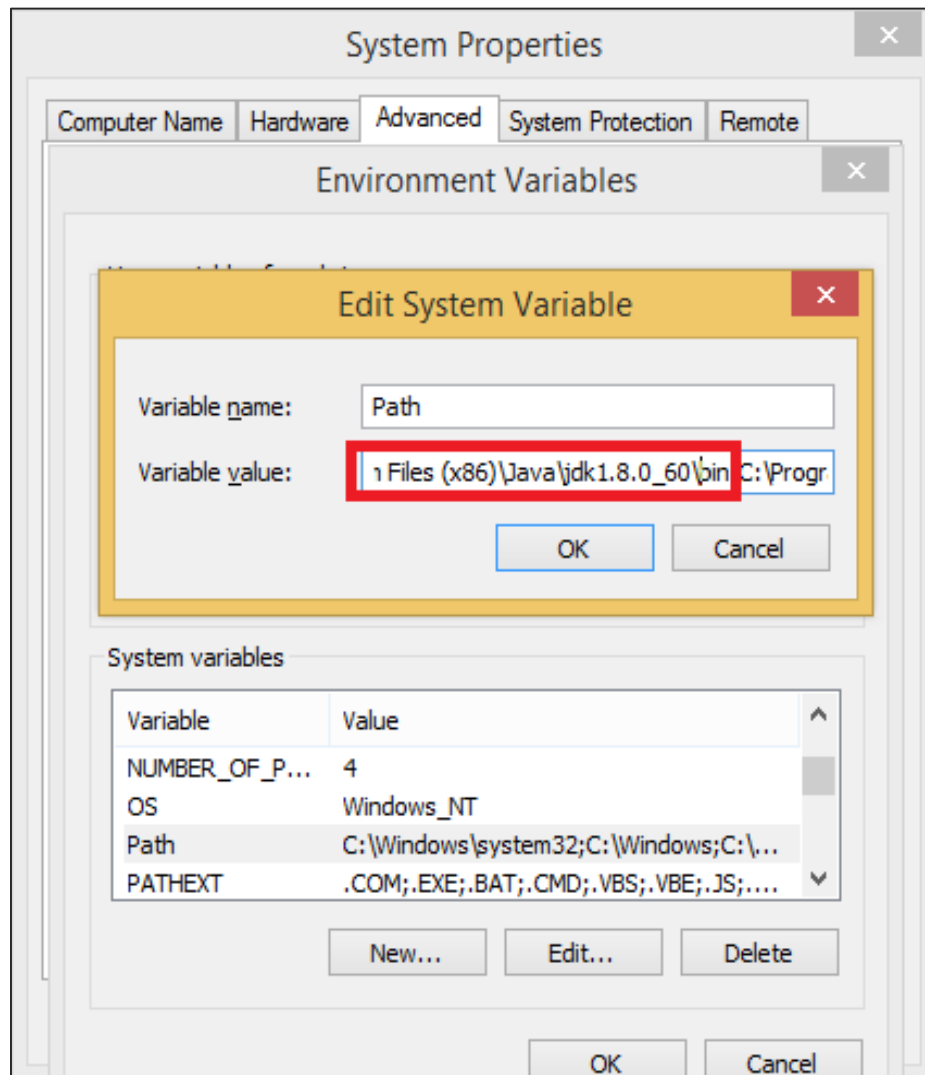 System Properties
Computer Name Hardware Advanced System Protection Remote
Environment Variables
Edit System Variable
Variable name: Path
Variable value: n Files (x86)\Java\jdk1.8.0_60\bin;C:\Progr
OK Cancel
System variables
Variable Value
NUMBER_OF_P... 4
OS Windows_NT
Path C:\Windows\system32;C:\Windows;C:\...
PATHEXT .COM;.EXE;.BAT;.CMD;.VBS;.VBE;.JS;....
New... Edit... Delete
OK Cancel